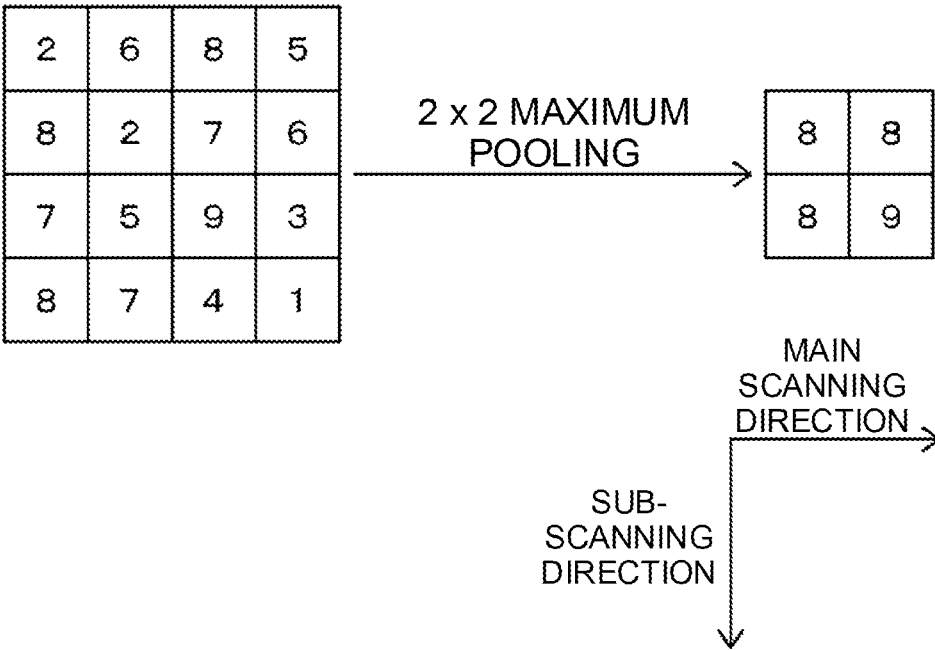 2 6 8 5
8 2 7 6
7 5 9 3
8 7 4 1
2 x 2 MAXIMUM
POOLING
8 8
8 9
MAIN
SCANNING
DIRECTION
SUB-
SCANNING
DIRECTION